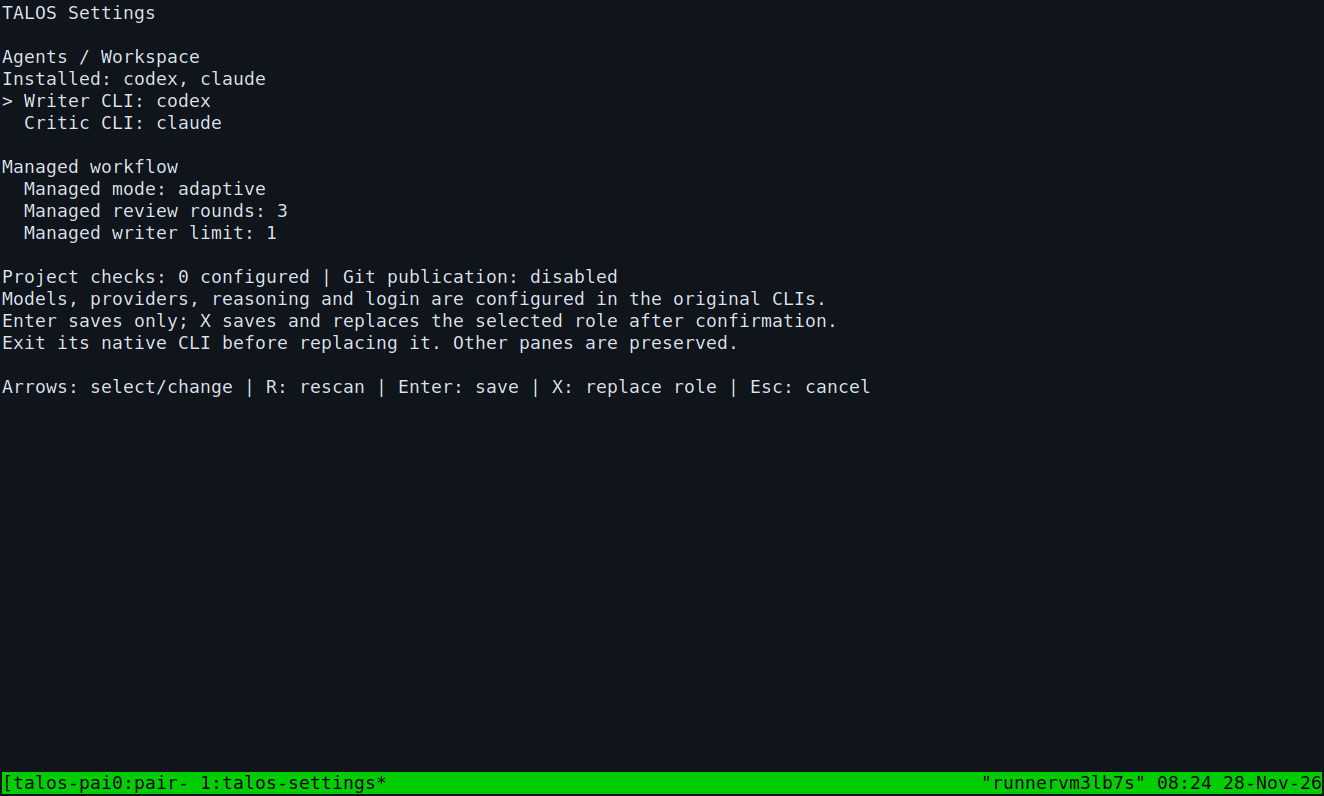 TALOS Settings
Agents / Workspace
Installed: codex, claude
> Writer CLI: codex
Critic CLI: claude
Managed workflow
Managed mode: adaptive
Managed review rounds: 3
Managed writer limit: 1
Project checks: 0 configured | Git publication: disabled
Models, providers, reasoning and login are configured in the original CLIs.
Enter saves only; X saves and replaces the selected role after confirmation.
Exit its native CLI before replacing it. Other panes are preserved.
Arrows: select/change | R: rescan | Enter: save | X: replace role | Esc: cancel
[talos-pai0:pair- 1:talos-settings* "runnervm3lb7s" 08:24 28-Nov-26